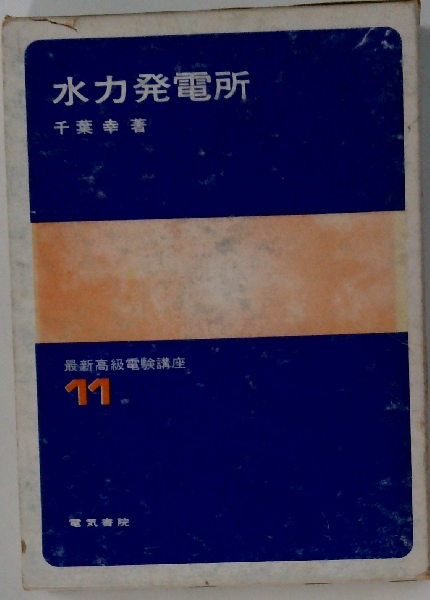 水力発電所
千葉 幸 著
最新高級電験講座
11
電気書院